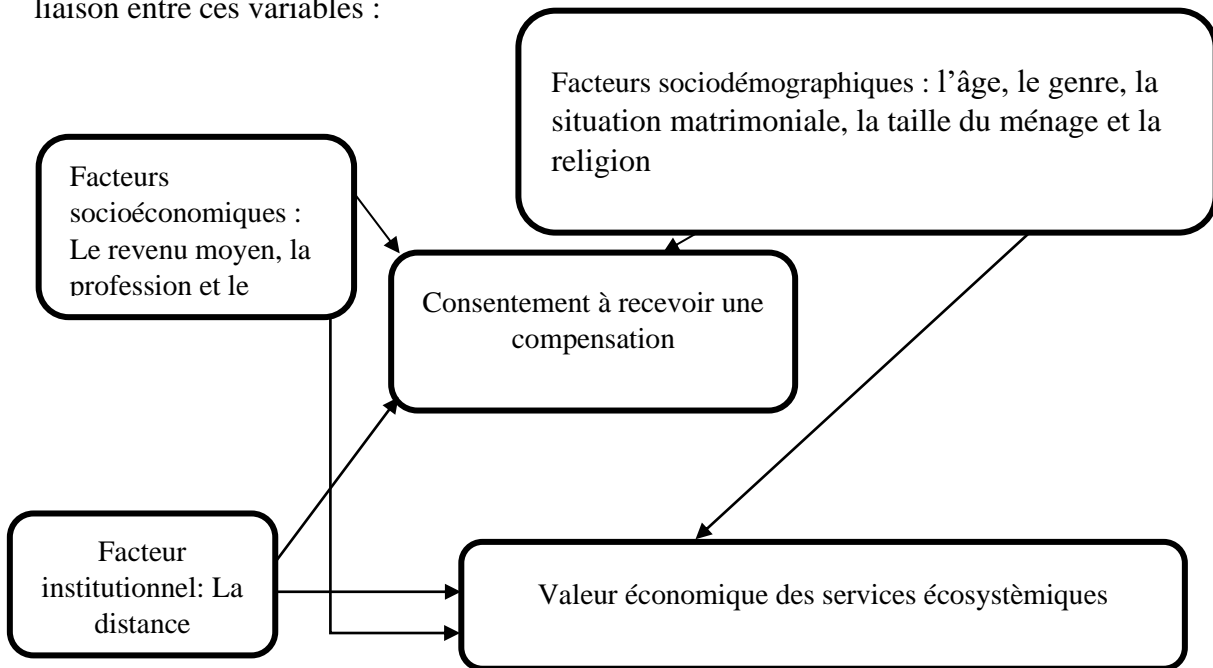 liaison entre ces variables :
Facteurs sociodémographiques : l'âge, le genre, la
situation matrimoniale, la taille du ménage et la
religion
Facteurs
socioéconomiques :
Le revenu moyen, la
profession et le
Consentement à recevoir une
compensation
Facteur
institutionnel: La
distance
Valeur économique des services écosystèmiques